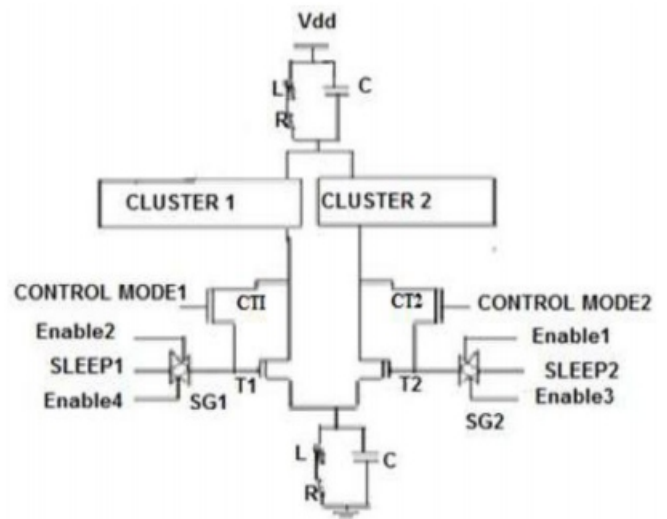 Vdd
L C
R
CLUSTER 1 CLUSTER 2
CONTROL MODE1 CT1 CT2 CONTROL MODE2
Enable2 Enable1
SLEEP1 T1 T2 SLEEP2
Enable4 SG1 SG2 Enable3
L C
R